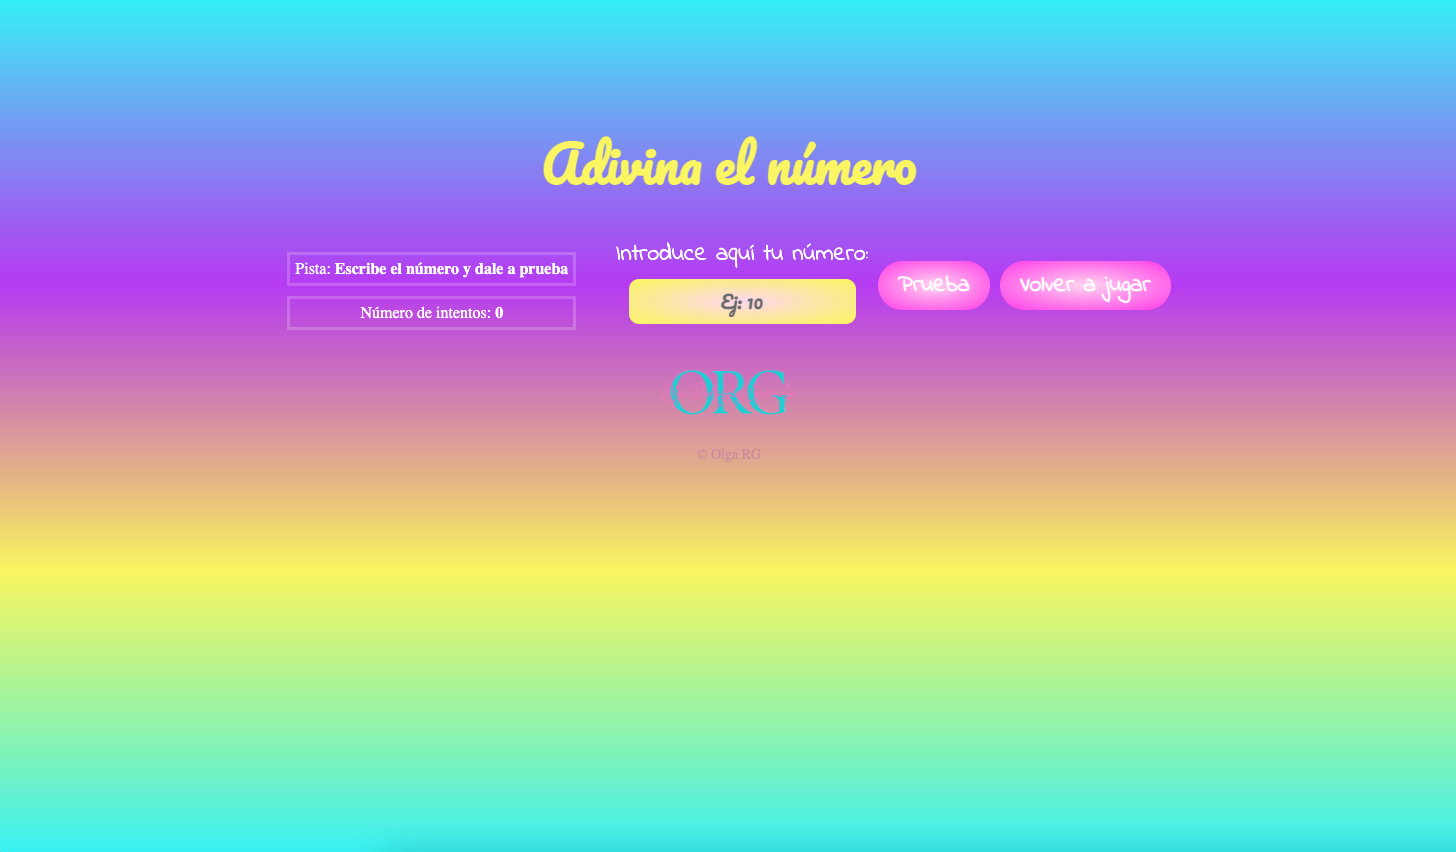 Adivina el número
Pista: Escribe el número y dale a prueba
Número de intentos: 0
Introduce aquí tu número:
Ej: 10
Prueba
Volver a jugar
ORG
© Olga RG